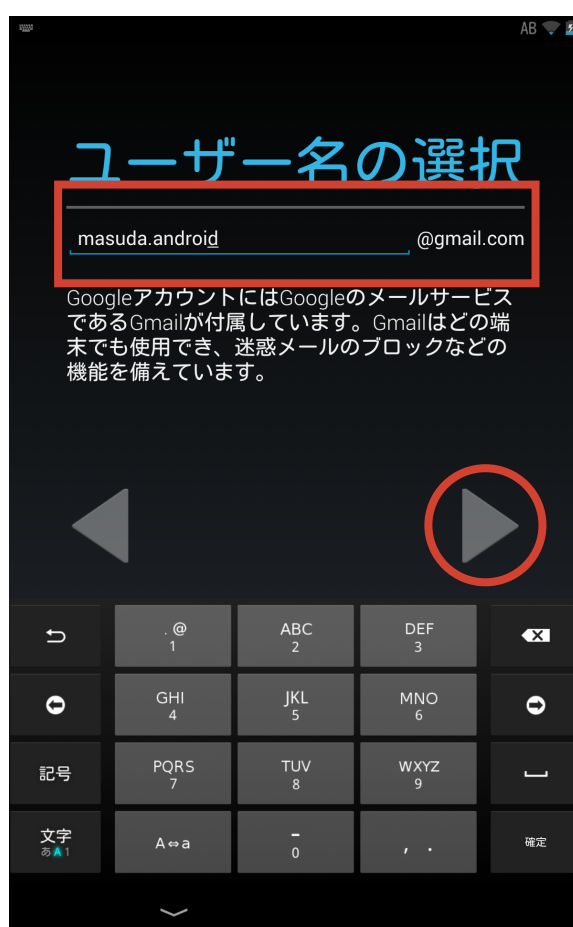 AB
ユーザー名の選択
masuda.android @gmail.com
GoogleアカウントにはGoogleのメールサービス
であるGmailが付属しています。Gmailはどの端
末でも使用でき、迷惑メールのブロックなどの
機能を備えています。
. @ ABC DEF
1 2 3
GHI JKL MNO
4 5 6
記号 PQRS TUV WXYZ
7 8 9
文字 A⇔a – , . 確定
あA1 0